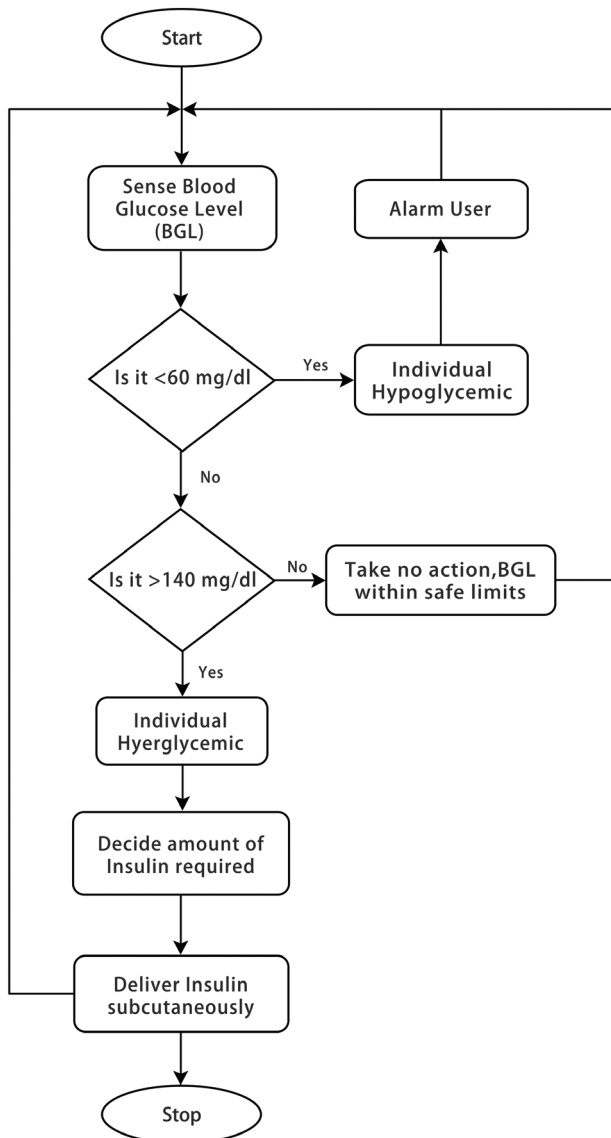 Start
Sense Blood
Glucose Level
(BGL)
Alarm User
Is it <60 mg/dl
Yes
Individual
Hypoglycemic
No
Is it >140 mg/dl
No
Take no action,BGL
within safe limits
Yes
Individual
Hyerglycemic
Decide amount of
Insulin required
Deliver Insulin
subcutaneously
Stop